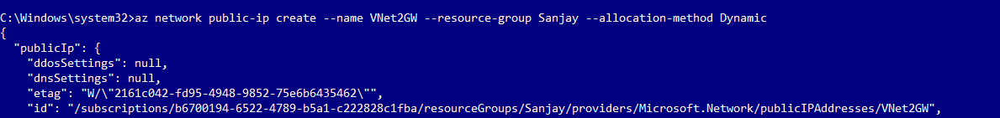 C:\Windows\system32>az network public-ip create --name VNet2GW --resource-group Sanjay --allocation-method Dynamic
{
  "publicIp": {
    "ddosSettings": null,
    "dnsSettings": null,
    "etag": "W/\"2161c042-fd95-4948-9852-75e6b6435462\"",
    "id": "/subscriptions/b6700194-6522-4789-b5a1-c222828c1fba/resourceGroups/Sanjay/providers/Microsoft.Network/publicIPAddresses/VNet2GW",